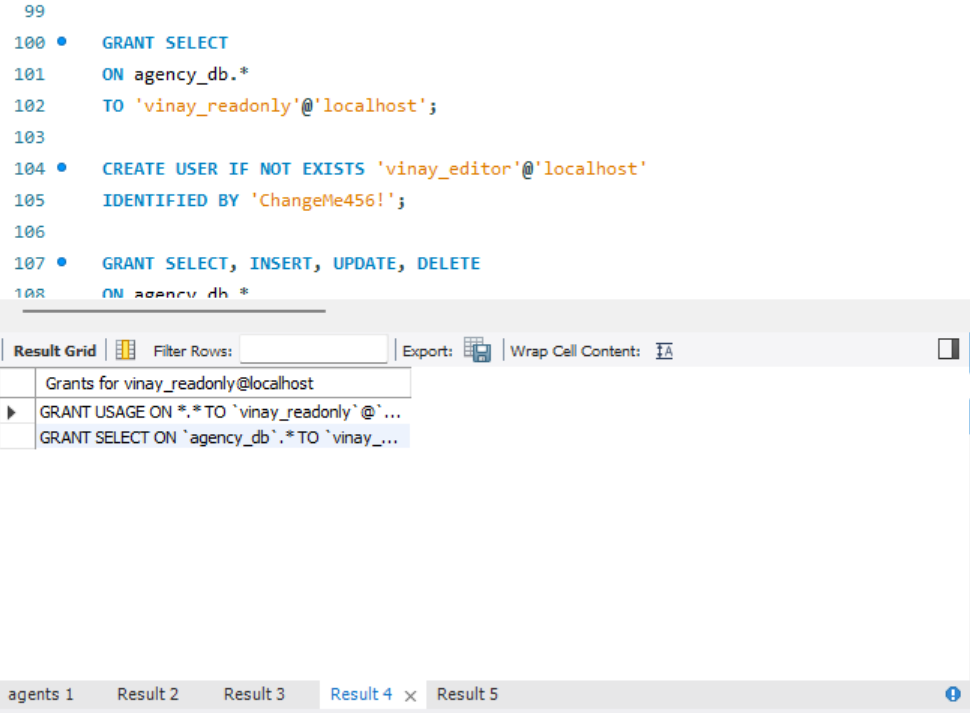 99
100 GRANT SELECT
101 ON agency_db.*
102 TO 'vinay_readonly'@'localhost';
103
104 CREATE USER IF NOT EXISTS 'vinay_editor'@'localhost'
105 IDENTIFIED BY 'ChangeMe456!';
106
107 GRANT SELECT, INSERT, UPDATE, DELETE
108 ON agency_db.*
Result Grid Filter Rows: Export: Wrap Cell Content: IA
Grants for vinay_readonly@localhost
GRANT USAGE ON *.* TO `vinay_readonly`@`...
GRANT SELECT ON `agency_db`.* TO `vinay_...
agents 1 Result 2 Result 3 Result 4 × Result 5